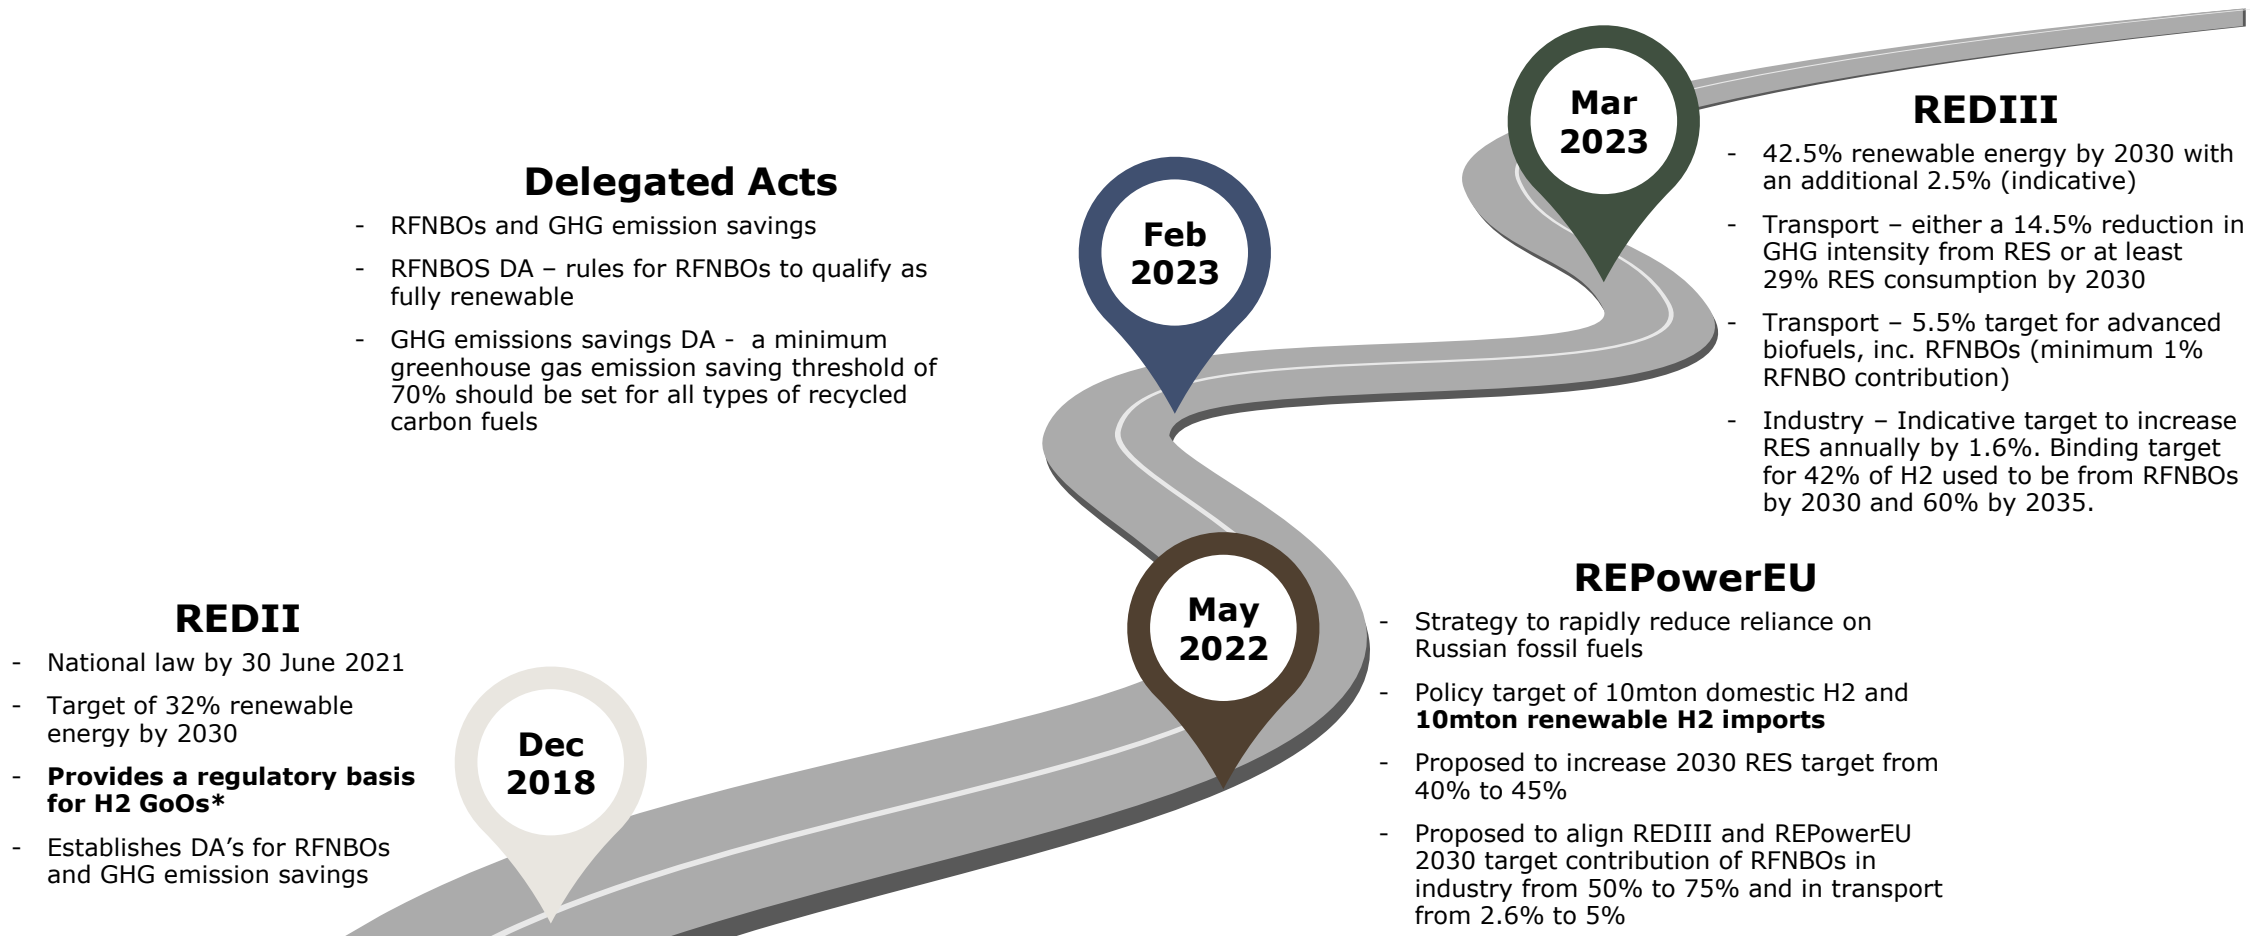 REDII
- National law by 30 June 2021
- Target of 32% renewable
energy by 2030
- Provides a regulatory basis
for H2 GoOs*
- Establishes DA’s for RFNBOs
and GHG emission savings
Dec
2018
May
2022
REPowerEU
- Strategy to rapidly reduce reliance on
Russian fossil fuels
- Policy target of 10mton domestic H2 and
10mton renewable H2 imports
- Proposed to increase 2030 RES target from
40% to 45%
- Proposed to align REDIII and REPowerEU
2030 target contribution of RFNBOs in
industry from 50% to 75% and in transport
from 2.6% to 5%
Delegated Acts
- RFNBOs and GHG emission savings
- RFNBOS DA – rules for RFNBOs to qualify as
fully renewable
- GHG emissions savings DA - a minimum
greenhouse gas emission saving threshold of
70% should be set for all types of recycled
carbon fuels
Feb
2023
Mar
2023
REDIII
- 42.5% renewable energy by 2030 with
an additional 2.5% (indicative)
- Transport – either a 14.5% reduction in
GHG intensity from RES or at least
29% RES consumption by 2030
- Transport – 5.5% target for advanced
biofuels, inc. RFNBOs (minimum 1%
RFNBO contribution)
- Industry – Indicative target to increase
RES annually by 1.6%. Binding target
for 42% of H2 used to be from RFNBOs
by 2030 and 60% by 2035.